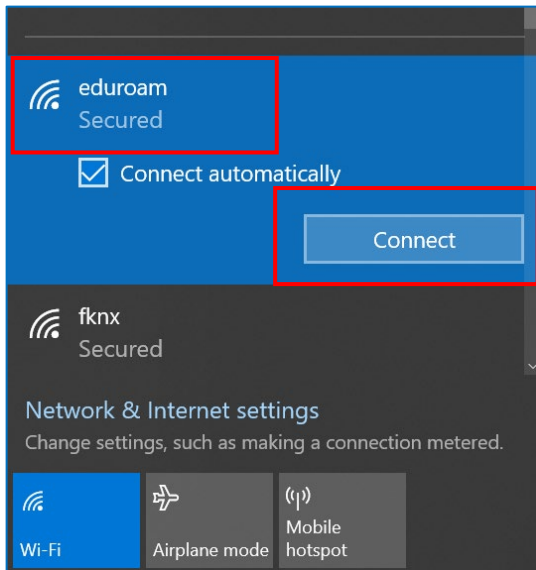 eduroam
Secured
Connect automatically
Connect
fknx
Secured
Network & Internet settings
Change settings, such as making a connection metered.
Wi-Fi
Airplane mode
Mobile
hotspot